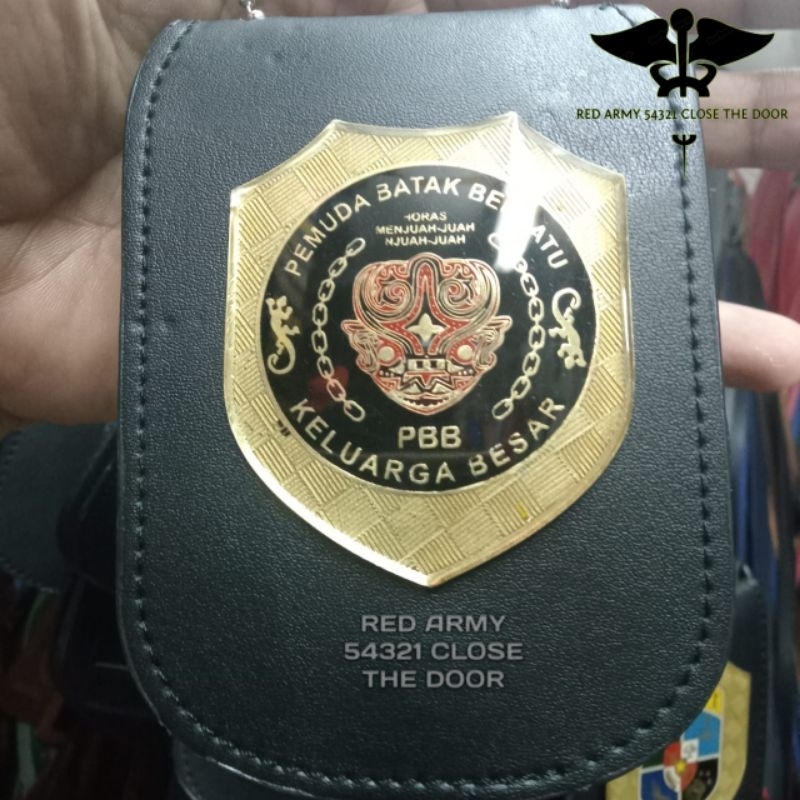 RED ARMY 54321 CLOSE THE DOOR
PEMUDA BATAK BERSATU
HORAS
MENJUAH-JUAH
NJUAH-JUAH
PBB
KELUARGA BESAR
RED ARMY
54321 CLOSE
THE DOOR